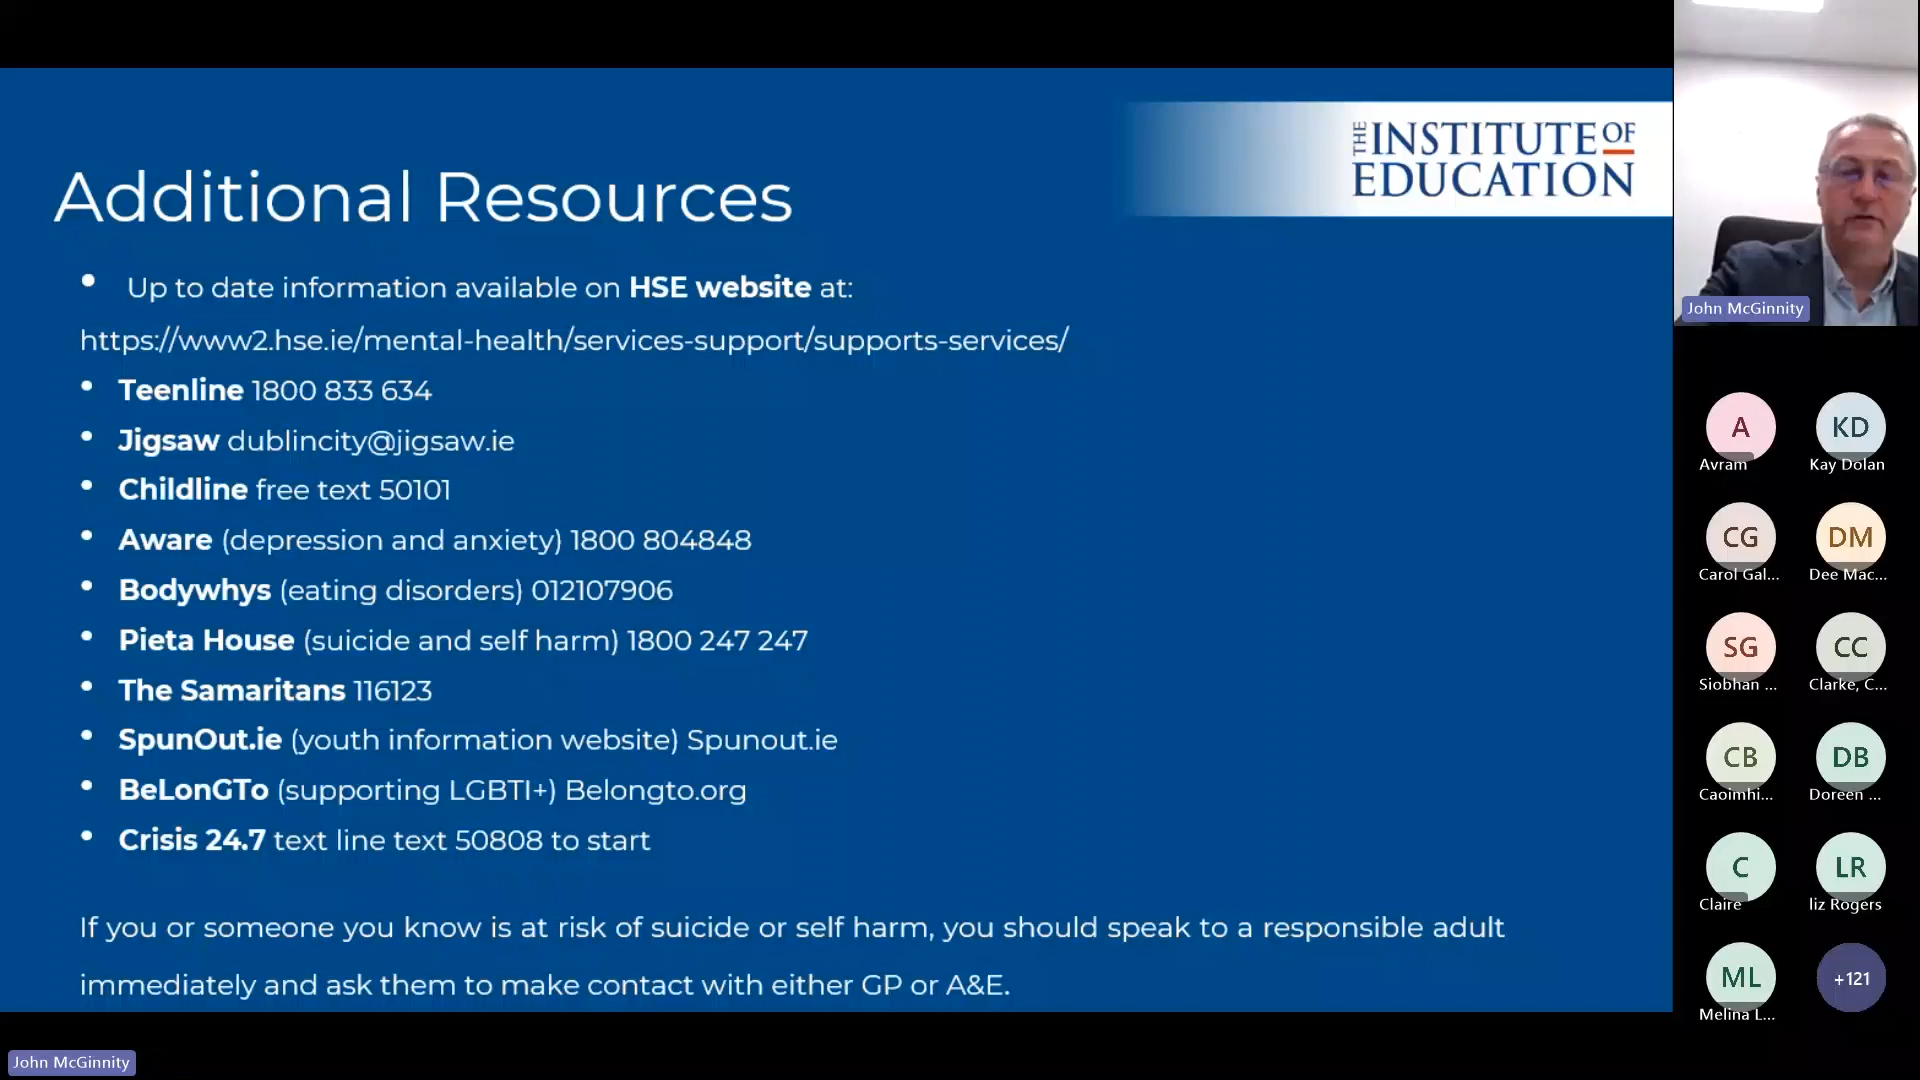 THE INSTITUTE OF
EDUCATION
Additional Resources
• Up to date information available on HSE website at:
https://www2.hse.ie/mental-health/services-support/supports-services/
• Teenline 1800 833 634
• Jigsaw dublincity@jigsaw.ie
• Childline free text 50101
• Aware (depression and anxiety) 1800 804848
• Bodywhys (eating disorders) 012107906
• Pieta House (suicide and self harm) 1800 247 247
• The Samaritans 116123
• SpunOut.ie (youth information website) Spunout.ie
• BeLonGTo (supporting LGBTI+) Belongto.org
• Crisis 24.7 text line text 50808 to start
If you or someone you know is at risk of suicide or self harm, you should speak to a responsible adult
immediately and ask them to make contact with either GP or A&E.
John McGinnity
John McGinnity
A
Avram
KD
Kay Dolan
CG
Carol Gal...
DM
Dee Mac...
SG
Siobhan ...
CC
Clarke, C...
CB
Caoimhi...
DB
Doreen ...
C
Claire
LR
liz Rogers
ML
Melina L...
+121